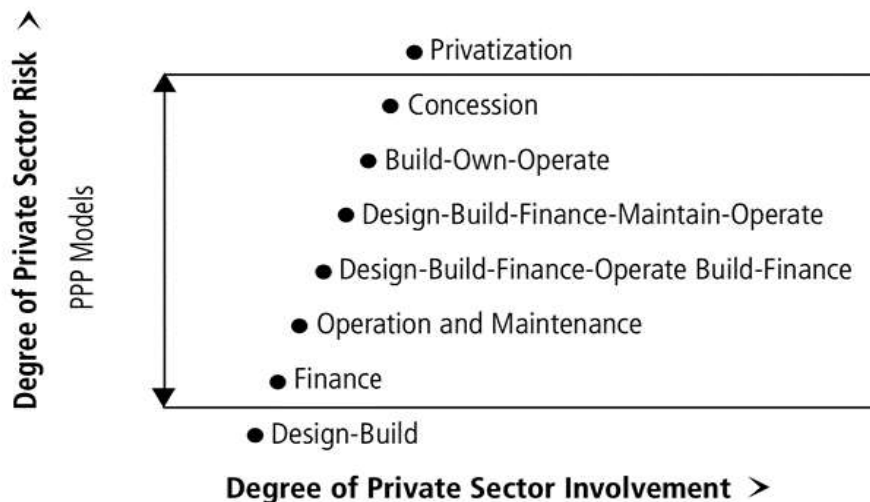 Degree of Private Sector Risk >
PPP Models
Privatization
Concession
Build-Own-Operate
Design-Build-Finance-Maintain-Operate
Design-Build-Finance-Operate Build-Finance
Operation and Maintenance
Finance
Design-Build
Degree of Private Sector Involvement >